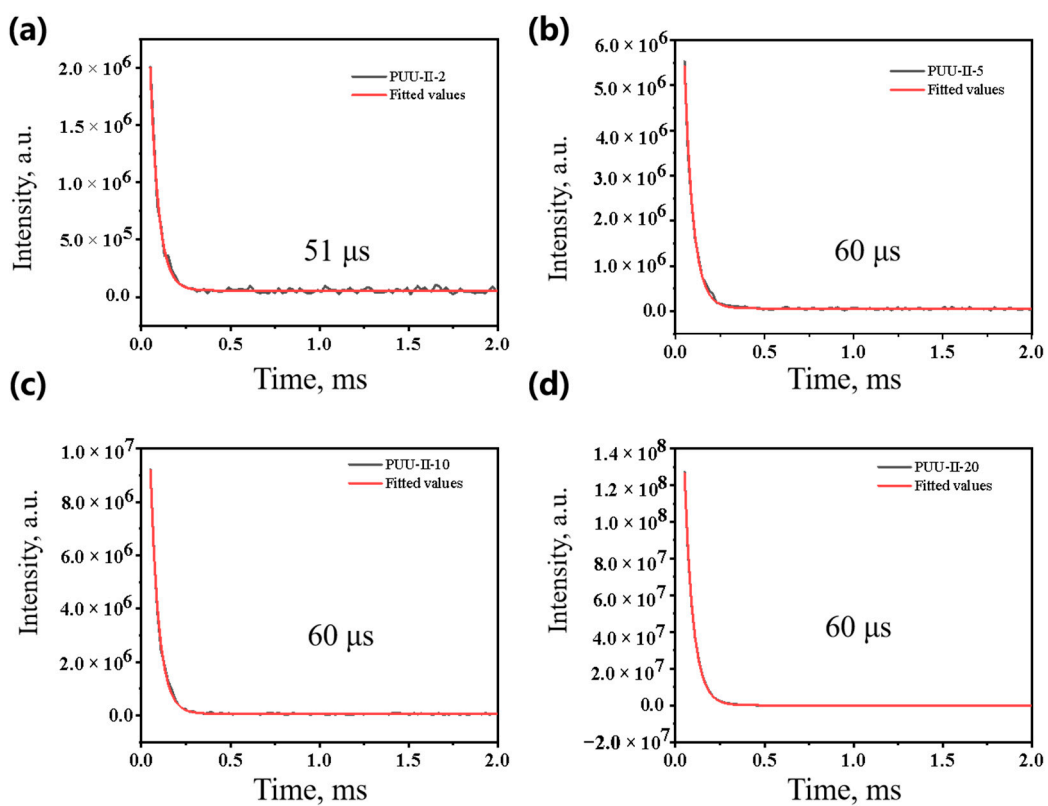 (a)
2.0 × 10⁶
1.5 × 10⁶
1.0 × 10⁶
5.0 × 10⁵
0.0
Intensity, a.u.
PUU-II-2
Fitted values
51 μs
0.0 0.5 1.0 1.5 2.0
Time, ms
(b)
6.0 × 10⁶
5.0 × 10⁶
4.0 × 10⁶
3.0 × 10⁶
2.0 × 10⁶
1.0 × 10⁶
0.0
Intensity, a.u.
PUU-II-5
Fitted values
60 μs
0.0 0.5 1.0 1.5 2.0
Time, ms
(c)
1.0 × 10⁷
8.0 × 10⁶
6.0 × 10⁶
4.0 × 10⁶
2.0 × 10⁶
0.0
Intensity, a.u.
PUU-II-10
Fitted values
60 μs
0.0 0.5 1.0 1.5 2.0
Time, ms
(d)
1.4 × 10⁸
1.2 × 10⁸
1.0 × 10⁸
8.0 × 10⁷
6.0 × 10⁷
4.0 × 10⁷
2.0 × 10⁷
0.0
−2.0 × 10⁷
Intensity, a.u.
PUU-II-20
Fitted values
60 μs
0.0 0.5 1.0 1.5 2.0
Time, ms